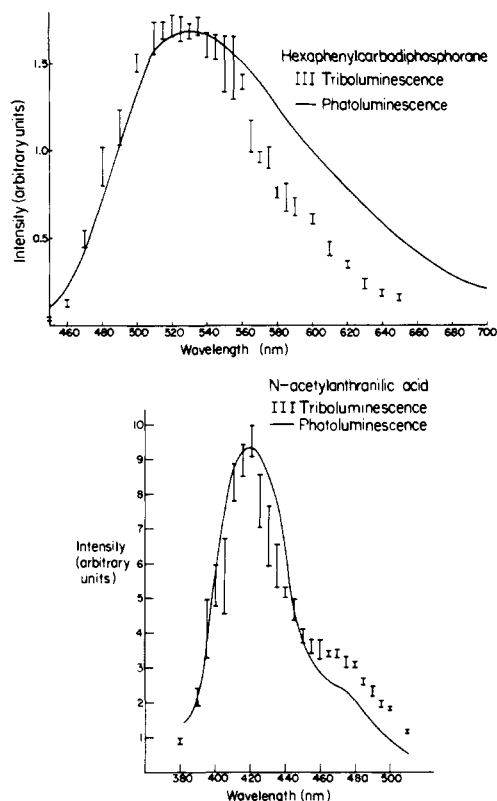 Hexaphenylcarbodiphosphorane
III Triboluminescence
— Photoluminescence
Intensity (arbitrary units)
1.5
1.0
0.5
460 480 500 520 540 560 580 600 620 640 660 680 700
Wavelength (nm)
N-acetylanthranilic acid
III Triboluminescence
— Photoluminescence
Intensity
(arbitrary
units)
10
9
8
7
6
5
4
3
2
1
380 400 420 440 460 480 500
Wavelength (nm)